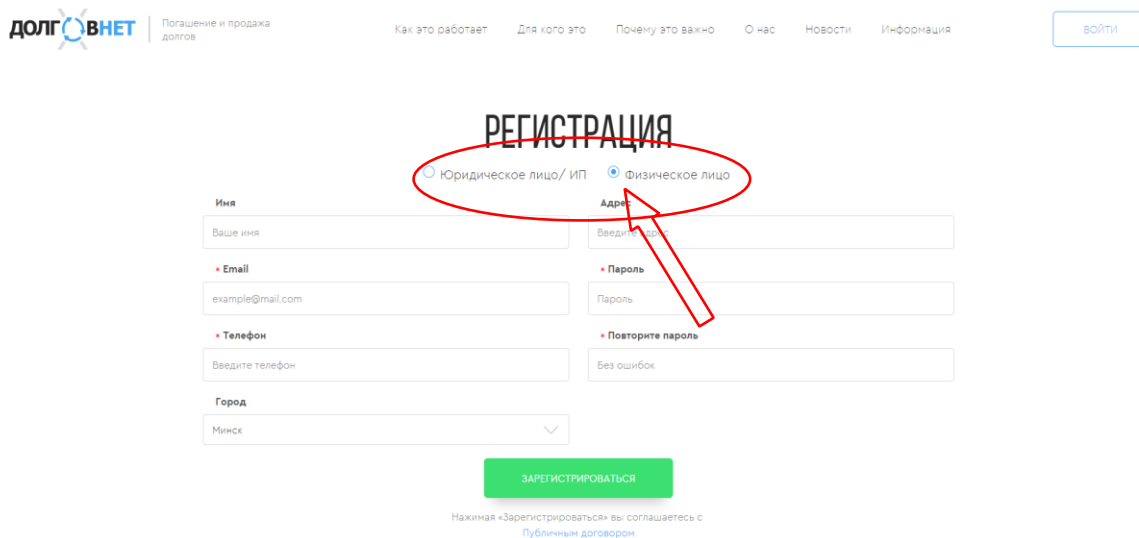 ДОЛГ ВНЕТ
Погашение и продажа
долгов
Как это работает Для кого это Почему это важно О нас Новости Информация
ВОЙТИ
РЕГИСТРАЦИЯ
Юридическое лицо/ ИП Физическое лицо
Имя Адрес
Ваше имя Введите адрес
* Email * Пароль
example@mail.com Пароль
* Телефон * Повторите пароль
Введите телефон Без ошибок
Город
Минск
ЗАРЕГИСТРИРОВАТЬСЯ
Нажимая «Зарегистрироваться» вы соглашаетесь с
Публичным договором